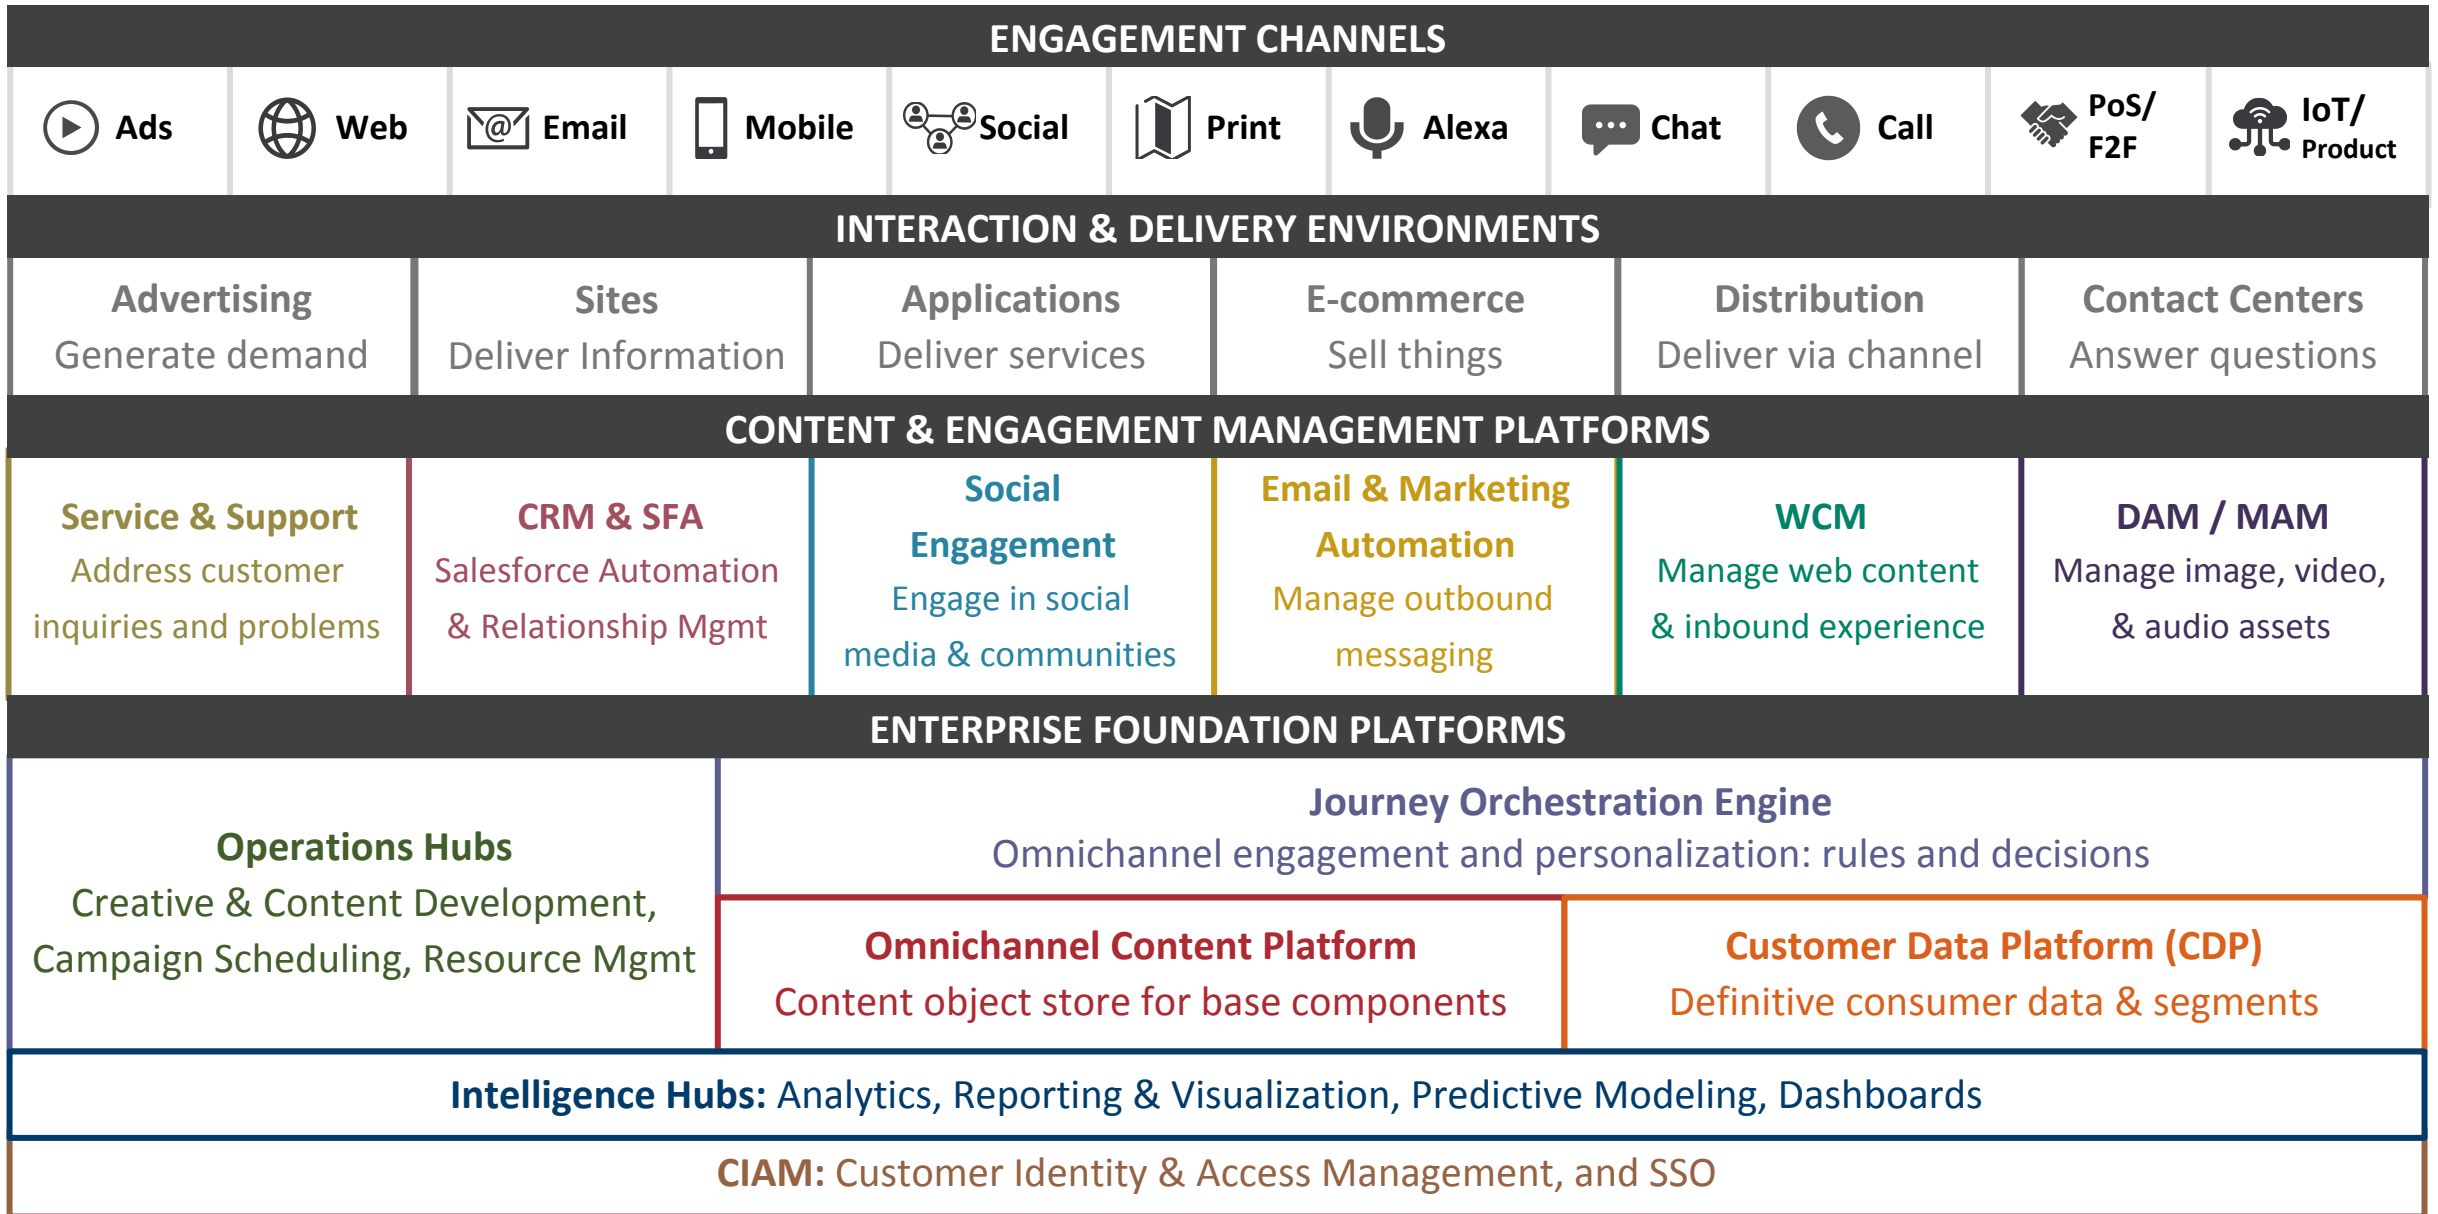 ENGAGEMENT CHANNELS
Ads
Web
@
Email
Mobile
Social
Print
Alexa
Chat
Call
PoS/
F2F
IoT/
Product
INTERACTION & DELIVERY ENVIRONMENTS
Advertising
Generate demand
Sites
Deliver Information
Applications
Deliver services
E-commerce
Sell things
Distribution
Deliver via channel
Contact Centers
Answer questions
CONTENT & ENGAGEMENT MANAGEMENT PLATFORMS
Service & Support
Address customer
inquiries and problems
CRM & SFA
Salesforce Automation
& Relationship Mgmt
Social
Engagement
Engage in social
media & communities
Email & Marketing
Automation
Manage outbound
messaging
WCM
Manage web content
& inbound experience
DAM / MAM
Manage image, video,
& audio assets
ENTERPRISE FOUNDATION PLATFORMS
Operations Hubs
Creative & Content Development,
Campaign Scheduling, Resource Mgmt
Journey Orchestration Engine
Omnichannel engagement and personalization: rules and decisions
Omnichannel Content Platform
Content object store for base components
Customer Data Platform (CDP)
Definitive consumer data & segments
Intelligence Hubs: Analytics, Reporting & Visualization, Predictive Modeling, Dashboards
CIAM: Customer Identity & Access Management, and SSO